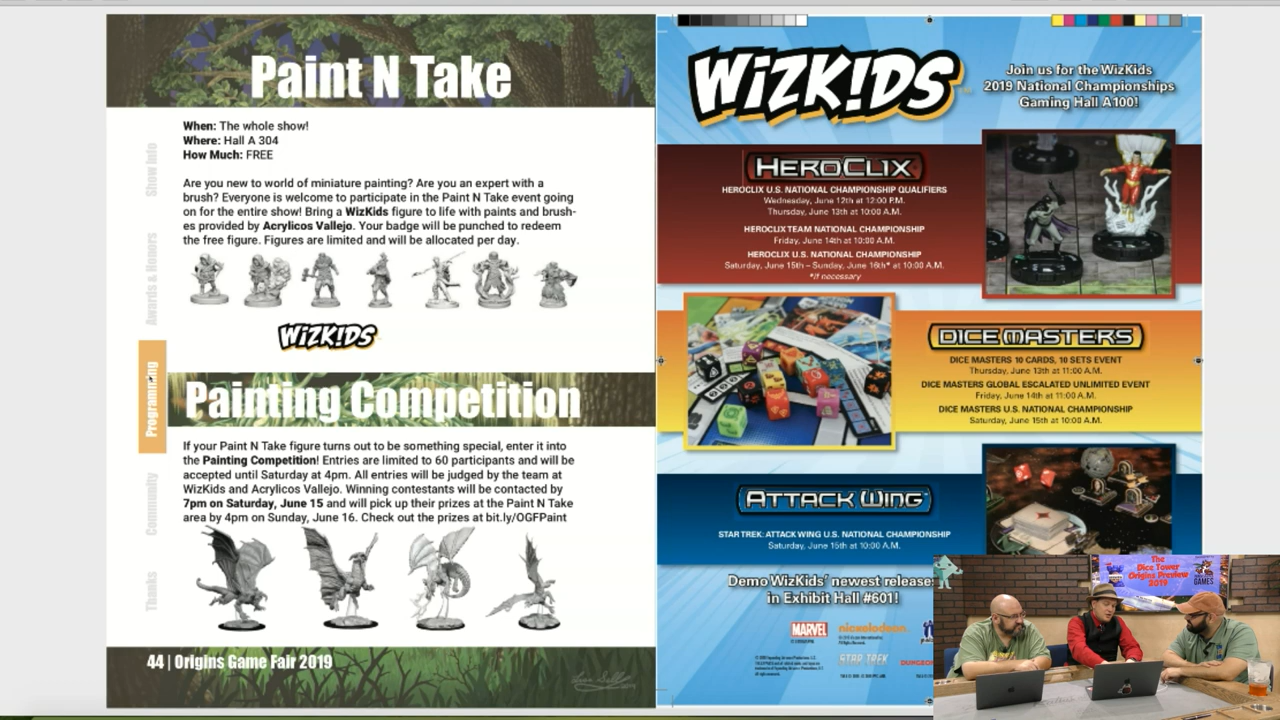 Paint N Take
When: The whole show!
Where: Hall A 304
How Much: FREE
Are you new to world of miniature painting? Are you an expert with a
brush? Everyone is welcome to participate in the Paint N Take event going
on for the entire show! Bring a WizKids figure to life with paints and brush-
es provided by Acrylicos Vallejo. Your badge will be punched to redeem
the free figure. Figures are limited and will be allocated per day.
WIZKIDS
Painting Competition
If your Paint N Take figure turns out to be something special, enter it into
the Painting Competition! Entries are limited to 60 participants and will be
accepted until Saturday at 4pm. All entries will be judged by the team at
WizKids and Acrylicos Vallejo. Winning contestants will be contacted by
7pm on Saturday, June 15 and will pick up their prizes at the Paint N Take
area by 4pm on Sunday, June 16. Check out the prizes at bit.ly/OGFPaint
44 | Origins Game Fair 2019
Show Info
Awards & Honors
Programming
Community
Thanks
WIZKIDS
Join us for the WizKids
2019 National Championships
Gaming Hall A100!
HEROCLIX
HEROCLIX U.S. NATIONAL CHAMPIONSHIP QUALIFIERS
Wednesday, June 12th at 12:00 P.M.
Thursday, June 13th at 10:00 A.M.
HEROCLIX TEAM NATIONAL CHAMPIONSHIP
Friday, June 14th at 10:00 A.M.
HEROCLIX U.S. NATIONAL CHAMPIONSHIP
Saturday, June 15th – Sunday, June 16th* at 10:00 A.M.
*If necessary
DICE MASTERS
DICE MASTERS 10 CARDS, 10 SETS EVENT
Thursday, June 13th at 11:00 A.M.
DICE MASTERS GLOBAL ESCALATED UNLIMITED EVENT
Friday, June 14th at 11:00 A.M.
DICE MASTERS U.S. NATIONAL CHAMPIONSHIP
Saturday, June 15th at 10:00 A.M.
ATTACK WING
STAR TREK: ATTACK WING U.S. NATIONAL CHAMPIONSHIP
Saturday, June 15th at 10:00 A.M.
Demo WizKids' newest release
in Exhibit Hall #601!
MARVEL
nickelodeon
STAR TREK
The
Dice Tower
Origins Preview
2019
GAMES